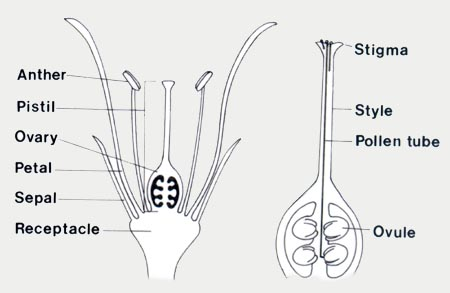 Anther
Pistil
Ovary
Petal
Sepal
Receptacle
Stigma
Style
Pollen tube
Ovule